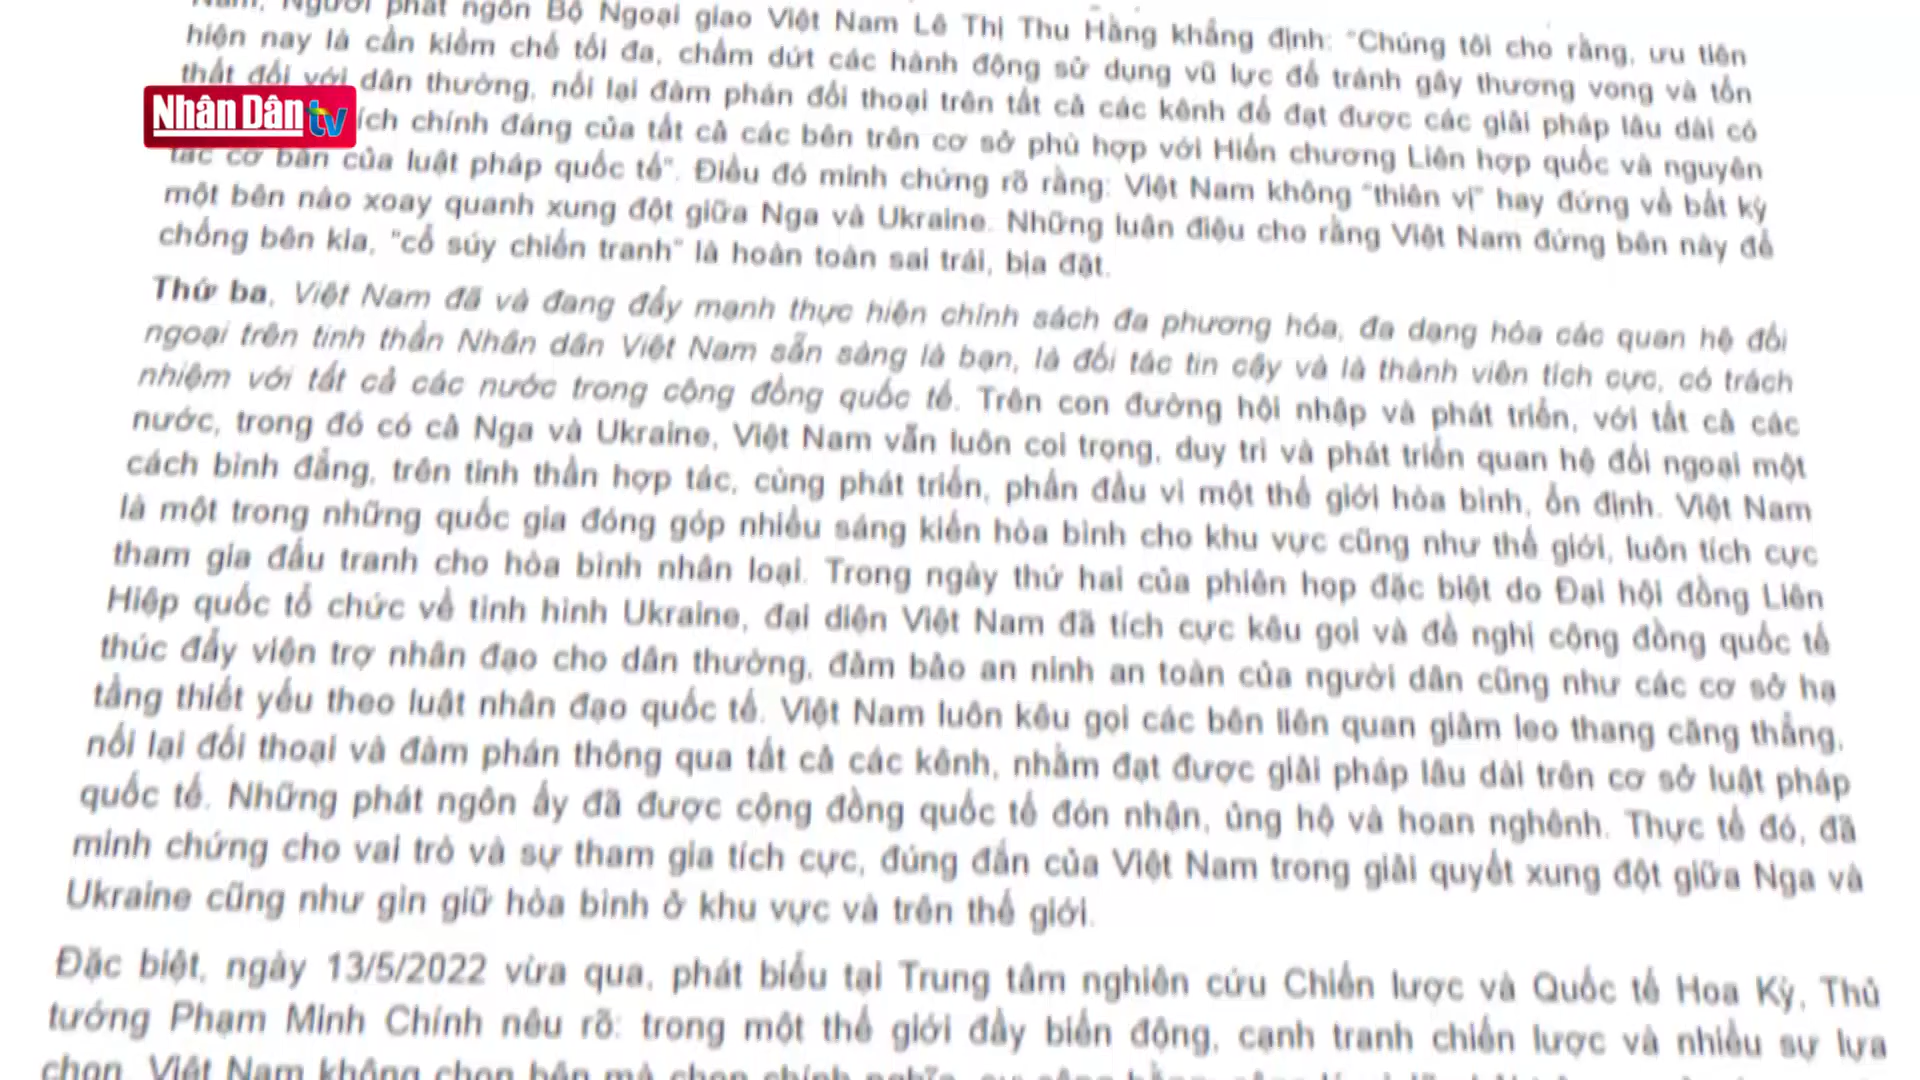 Nam, Người phát ngôn Bộ Ngoại giao Việt Nam Lê Thị Thu Hằng khẳng định: "Chúng tôi cho rằng, ưu tiên
hiện nay là cần kiềm chế tối đa, chấm dứt các hành động sử dụng vũ lực để tránh gây thương vong và tổn
thất đối với dân thường, nối lại đàm phán đối thoại trên tất cả các kênh để đạt được các giải pháp lâu dài có
Nhân Dân tv
ích chính đáng của tất cả các bên trên cơ sở phù hợp với Hiến chương Liên hợp quốc và nguyên
tắc cơ bản của luật pháp quốc tế". Điều đó minh chứng rõ ràng: Việt Nam không "thiên vị" hay đứng về bất kỳ
một bên nào xoay quanh xung đột giữa Nga và Ukraine. Những luận điệu cho rằng Việt Nam đứng bên này để
chống bên kia, "cổ súy chiến tranh" là hoàn toàn sai trái, bịa đặt.
Thứ ba, Việt Nam đã và đang đẩy mạnh thực hiện chính sách đa phương hóa, đa dạng hóa các quan hệ đối
ngoại trên tinh thần Nhân dân Việt Nam sẵn sàng là bạn, là đối tác tin cậy và là thành viên tích cực, có trách
nhiệm với tất cả các nước trong cộng đồng quốc tế. Trên con đường hội nhập và phát triển, với tất cả các
nước, trong đó có cả Nga và Ukraine, Việt Nam vẫn luôn coi trọng, duy trì và phát triển quan hệ đối ngoại một
cách bình đẳng, trên tinh thần hợp tác, cùng phát triển, phấn đấu vì một thế giới hòa bình, ổn định. Việt Nam
là một trong những quốc gia đóng góp nhiều sáng kiến hòa bình cho khu vực cũng như thế giới, luôn tích cực
tham gia đấu tranh cho hòa bình nhân loại. Trong ngày thứ hai của phiên họp đặc biệt do Đại hội đồng Liên
Hiệp quốc tổ chức về tình hình Ukraine, đại diện Việt Nam đã tích cực kêu gọi và đề nghị cộng đồng quốc tế
thúc đẩy viện trợ nhân đạo cho dân thường, đảm bảo an ninh an toàn của người dân cũng như các cơ sở hạ
tầng thiết yếu theo luật nhân đạo quốc tế. Việt Nam luôn kêu gọi các bên liên quan giảm leo thang căng thẳng,
nối lại đối thoại và đàm phán thông qua tất cả các kênh, nhằm đạt được giải pháp lâu dài trên cơ sở luật pháp
quốc tế. Những phát ngôn ấy đã được cộng đồng quốc tế đón nhận, ủng hộ và hoan nghênh. Thực tế đó, đã
minh chứng cho vai trò và sự tham gia tích cực, đúng đắn của Việt Nam trong giải quyết xung đột giữa Nga và
Ukraine cũng như gìn giữ hòa bình ở khu vực và trên thế giới.
Đặc biệt, ngày 13/5/2022 vừa qua, phát biểu tại Trung tâm nghiên cứu Chiến lược và Quốc tế Hoa Kỳ, Thủ
tướng Phạm Minh Chính nêu rõ: trong một thế giới đầy biến động, cạnh tranh chiến lược và nhiều sự lựa
chọn, Việt Nam không chọn bên mà chọn chính nghĩa